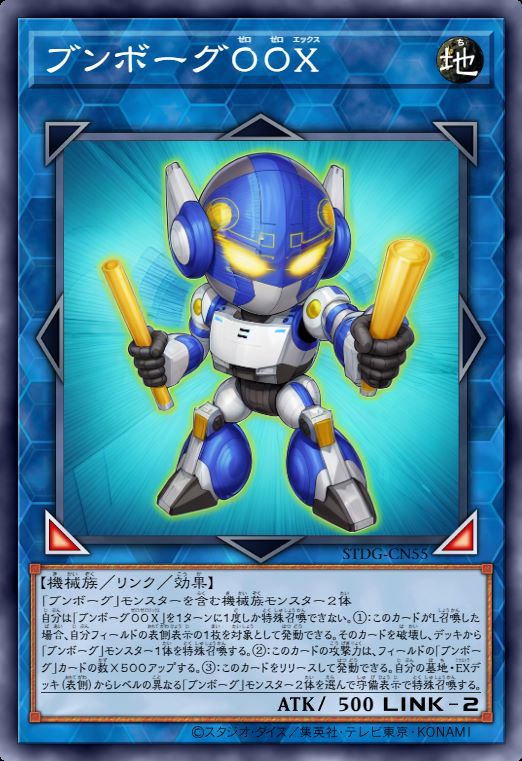 ブンボーグ〇〇X
地
STDG-CN55
【機械族／リンク／効果】
「ブンボーグ」モンスターを含む機械族モンスター2体
自分は「ブンボーグ〇〇X」を1ターンに1度しか特殊召喚できない。①：このカードがL召喚した
場合、自分フィールドの表側表示の1枚を対象として発動できる。そのカードを破壊し、デッキから
「ブンボーグ」モンスター1体を特殊召喚する。②：このカードの攻撃力は、フィールドの「ブンボー
グ」カードの数×500アップする。③：このカードをリリースして発動できる。自分の墓地・EXデ
ッキ（表側）からレベルの異なる「ブンボーグ」モンスター2体を選んで守備表示で特殊召喚する。
ATK/ 500 LINK-2
©スタジオ・ダイス／集英社・テレビ東京・KONAMI